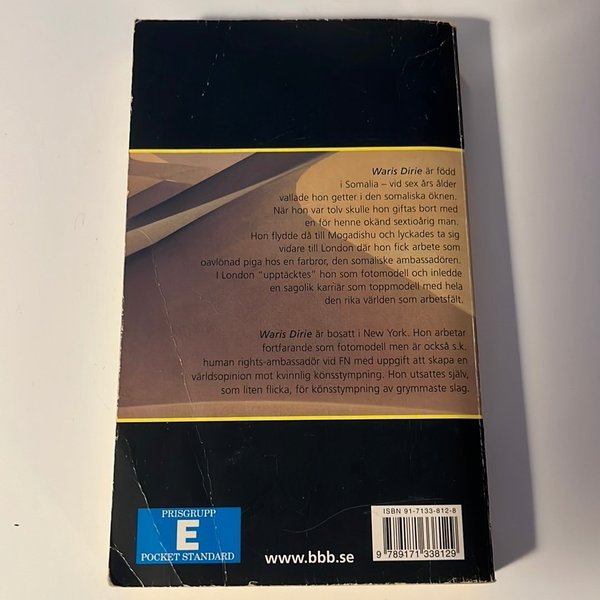 Waris Dirie är född
i Somalia – vid sex års ålder
vallade hon getter i den somaliska öknen.
När hon var tolv skulle hon giftas bort med
en för henne okänd sextioårig man.
Hon flydde då till Mogadishu och lyckades ta sig
vidare till London där hon fick arbete som
oavlönad piga hos en farbror, den somaliske ambassadören.
I London "upptäcktes" hon som fotomodell och inledde
en sagolik karriär som toppmodell med hela
den rika världen som arbetsfält.
Waris Dirie är bosatt i New York. Hon arbetar
fortfarande som fotomodell men är också s.k.
human rights-ambassadör vid FN med uppgift att skapa en
världsopinion mot kvinnlig könsstympning. Hon utsattes själv,
som liten flicka, för könsstympning av grymmaste slag.
PRISGRUPP
E
POCKET STANDARD
www.bbb.se
ISBN 91-7133-812-8
9 789171 338129